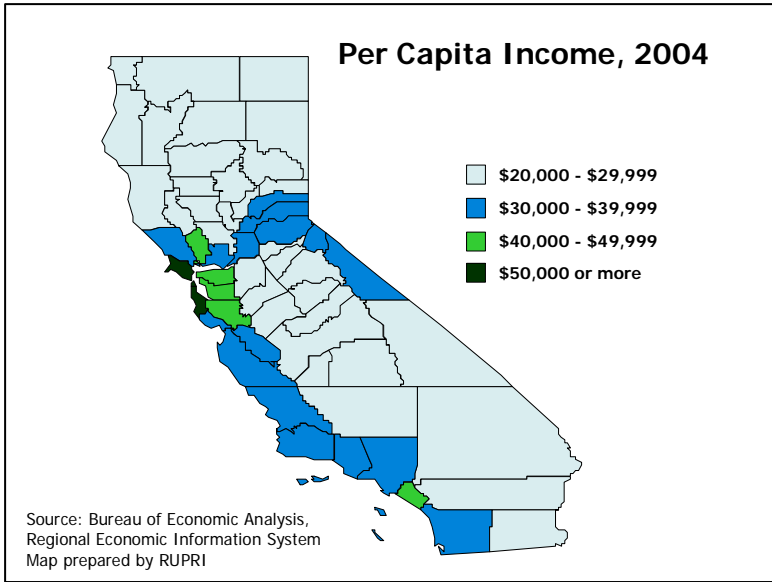 Per Capita Income, 2004
$20,000 - $29,999
$30,000 - $39,999
$40,000 - $49,999
$50,000 or more
Source: Bureau of Economic Analysis,
Regional Economic Information System
Map prepared by RUPRI